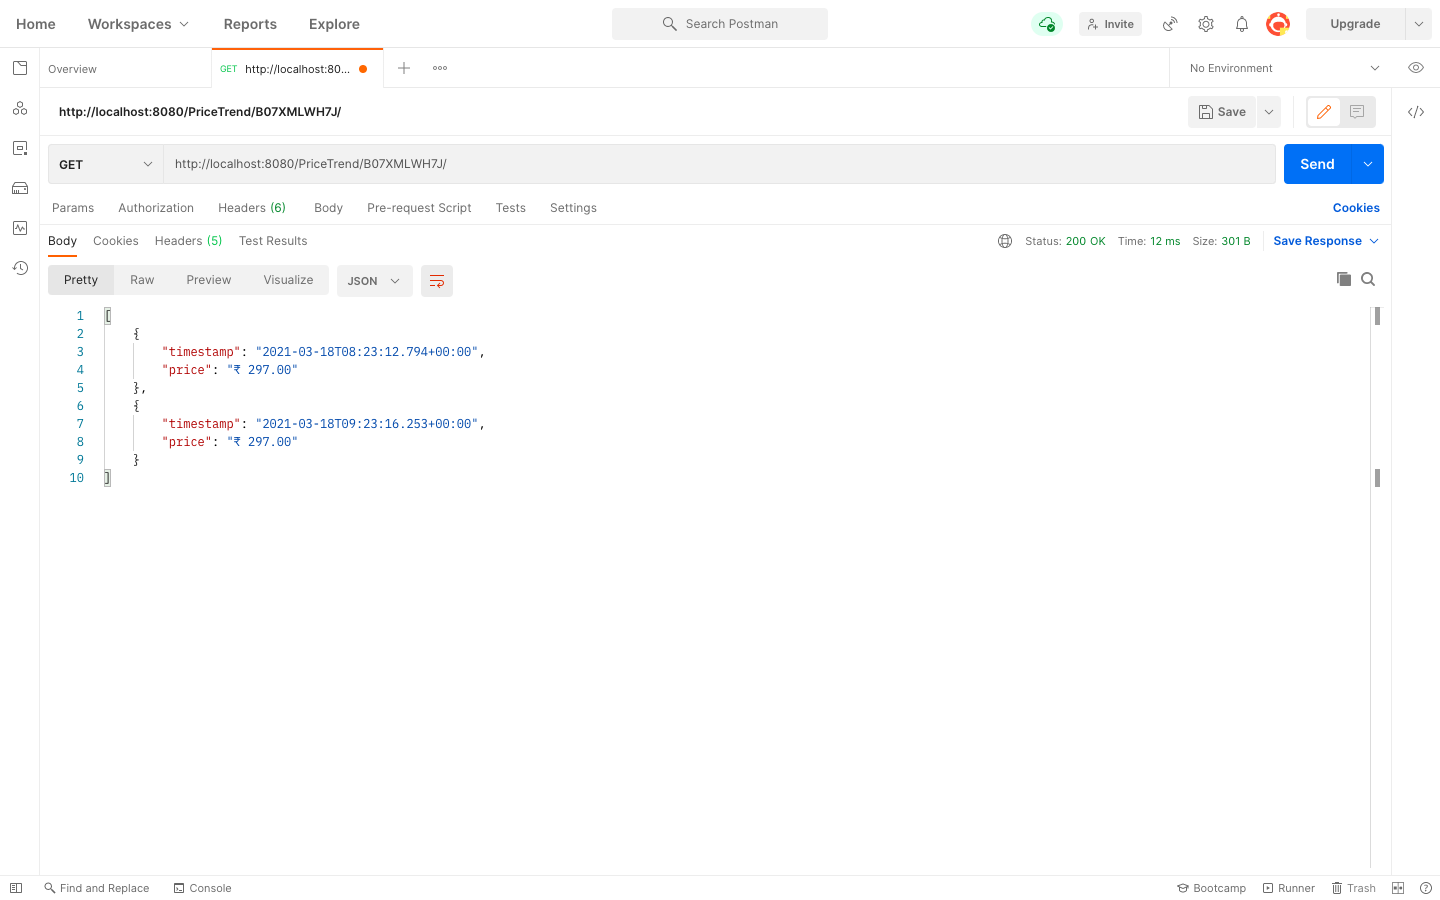 Home Workspaces Reports Explore Search Postman Invite Upgrade
Overview GET http://localhost:80... No Environment
http://localhost:8080/PriceTrend/B07XMLWH7J/ Save
GET http://localhost:8080/PriceTrend/B07XMLWH7J/ Send
Params Authorization Headers (6) Body Pre-request Script Tests Settings Cookies
Body Cookies Headers (5) Test Results Status: 200 OK Time: 12 ms Size: 301 B Save Response
Pretty Raw Preview Visualize JSON
1 [
2 {
3 "timestamp": "2021-03-18T08:23:12.794+00:00",
4 "price": "₹ 297.00"
5 },
6 {
7 "timestamp": "2021-03-18T09:23:16.253+00:00",
8 "price": "₹ 297.00"
9 }
10 ]
Find and Replace Console Bootcamp Runner Trash